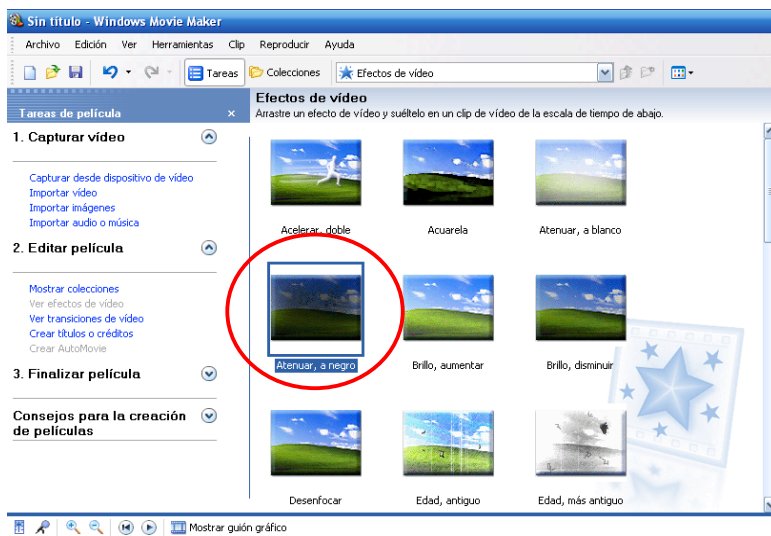 Sin título - Windows Movie Maker
Archivo Edición Ver Herramientas Clip Reproducir Ayuda
Tareas Colecciones Efectos de vídeo
Tareas de película ×
Efectos de vídeo
Arrastre un efecto de vídeo y suéltelo en un clip de vídeo de la escala de tiempo de abajo.
1. Capturar vídeo
Capturar desde dispositivo de vídeo
Importar vídeo
Importar imágenes
Importar audio o música
2. Editar película
Mostrar colecciones
Ver efectos de vídeo
Ver transiciones de vídeo
Crear títulos o créditos
Crear AutoMovie
3. Finalizar película
Consejos para la creación
de películas
Acelerar, doble
Acuarela
Atenuar, a blanco
Atenuar, a negro
Brillo, aumentar
Brillo, disminuir
Desenfocar
Edad, antiguo
Edad, más antiguo
Mostrar guión gráfico